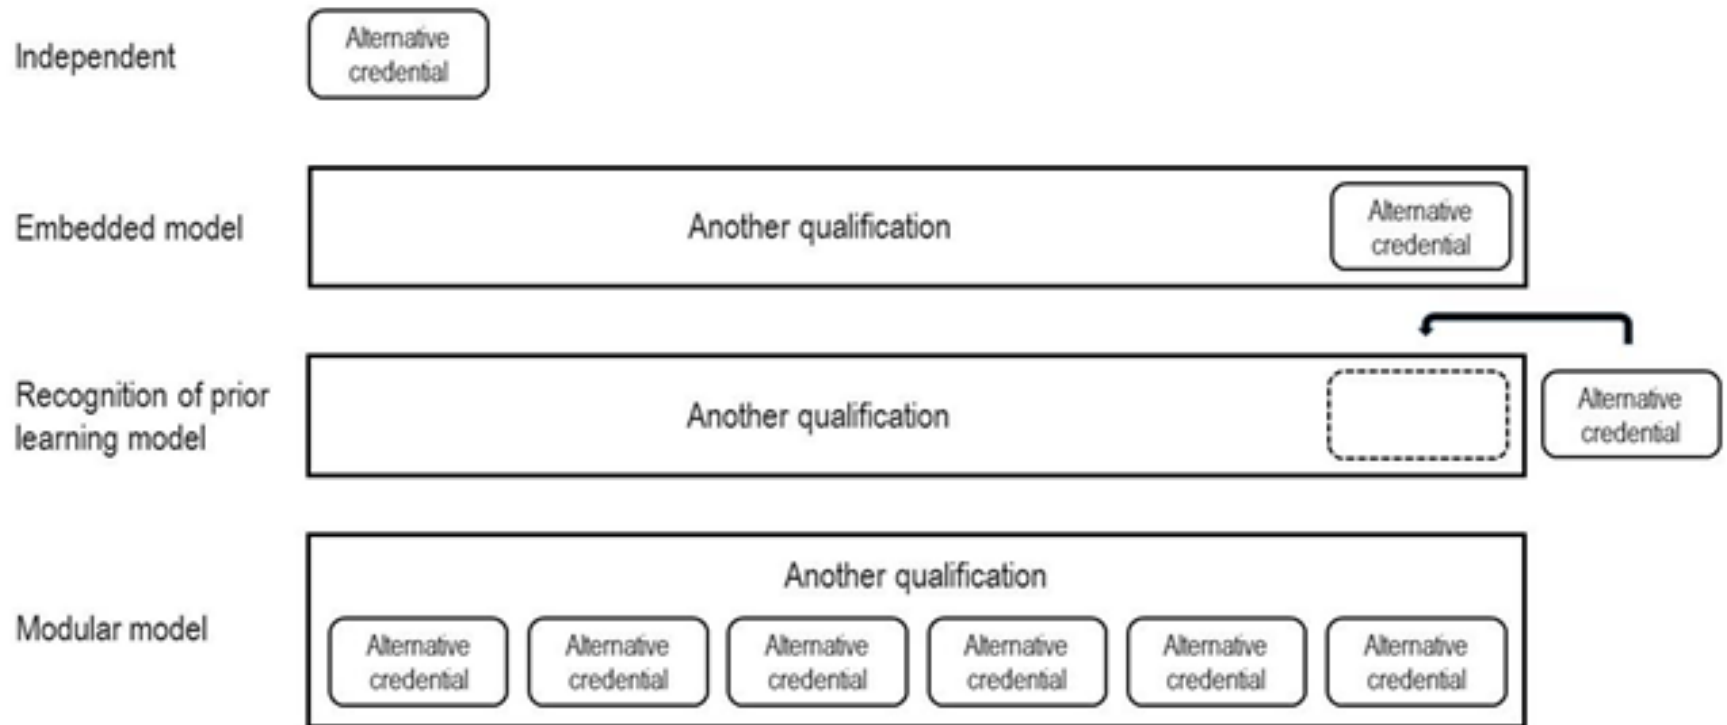 Independent
Alternative
credential
Embedded model
Another qualification
Alternative
credential
Recognition of prior
learning model
Another qualification
Alternative
credential
Modular model
Another qualification
Alternative
credential
Alternative
credential
Alternative
credential
Alternative
credential
Alternative
credential
Alternative
credential